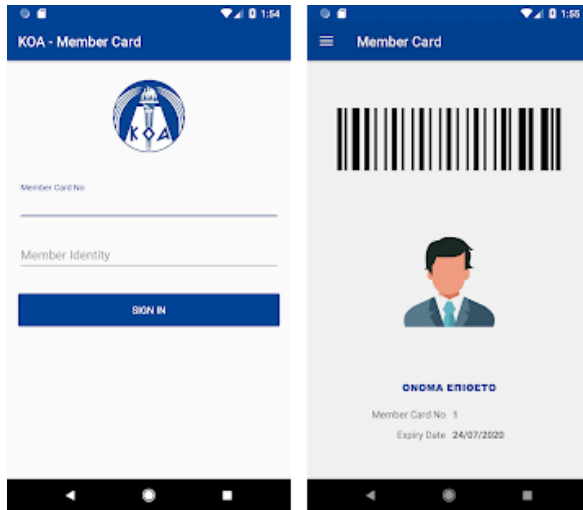 1:54
KOA - Member Card
ΚΟΑ
Member Card No
Member Identity
SIGN IN
1:55
Member Card
ΟΝΟΜΑ ΕΠΙΘΕΤΟ
Member Card No 1
Expiry Date 24/07/2020